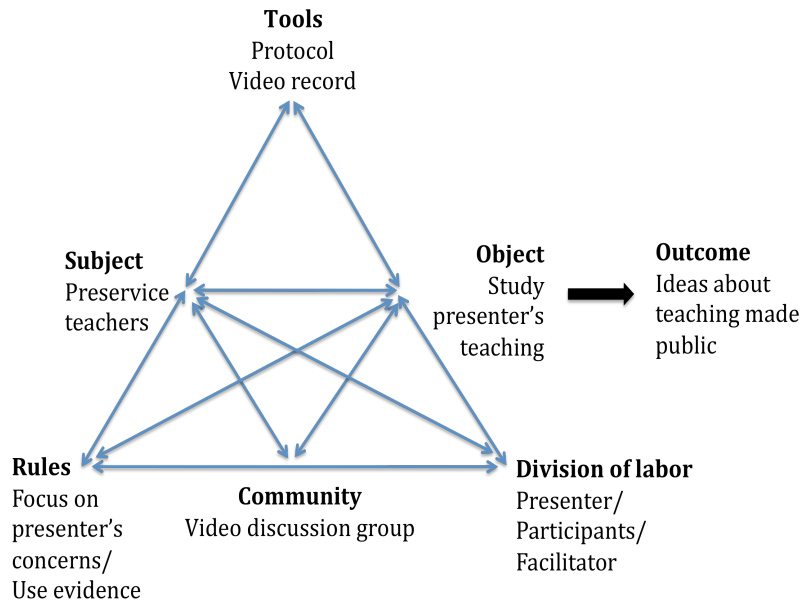 Tools
Protocol
Video record
Subject
Preservice
teachers
Object
Study
presenter's
teaching
Outcome
Ideas about
teaching made
public
Rules
Focus on
presenter's
concerns/
Use evidence
Community
Video discussion group
Division of labor
Presenter/
Participants/
Facilitator